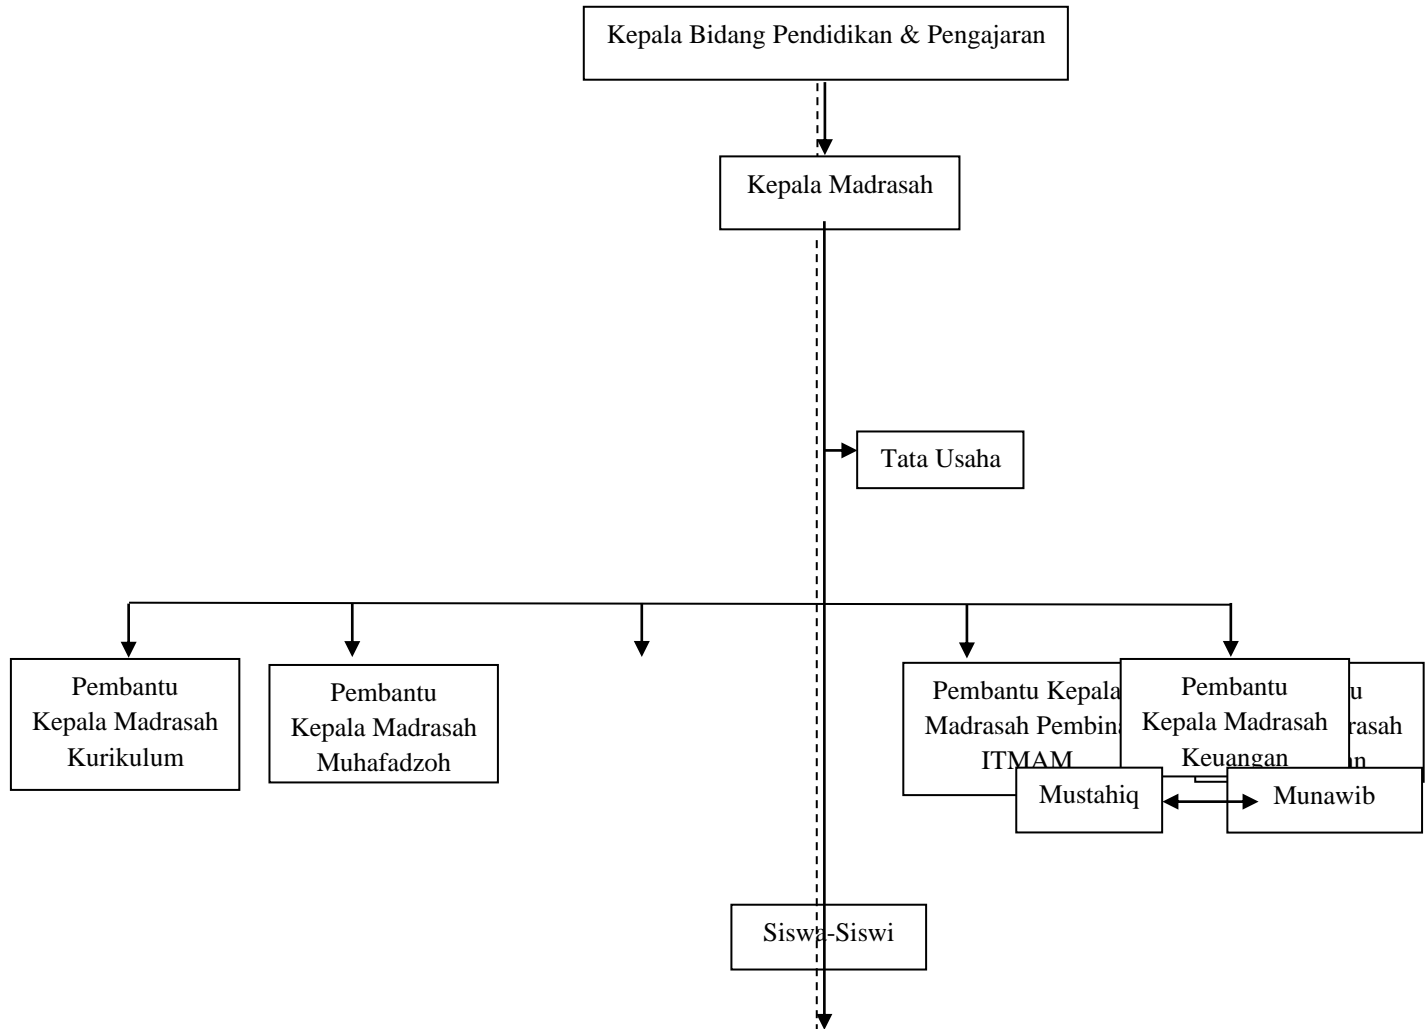 Kepala Bidang Pendidikan & Pengajaran
Kepala Madrasah
Tata Usaha
Pembantu
Kepala Madrasah
Kurikulum
Pembantu
Kepala Madrasah
Muhafadzoh
Pembantu Kepala
Madrasah
ITMAM
Pembantu
Kepala Madrasah
Keuangan
Mustahiq
Munawib
Siswa-Siswi